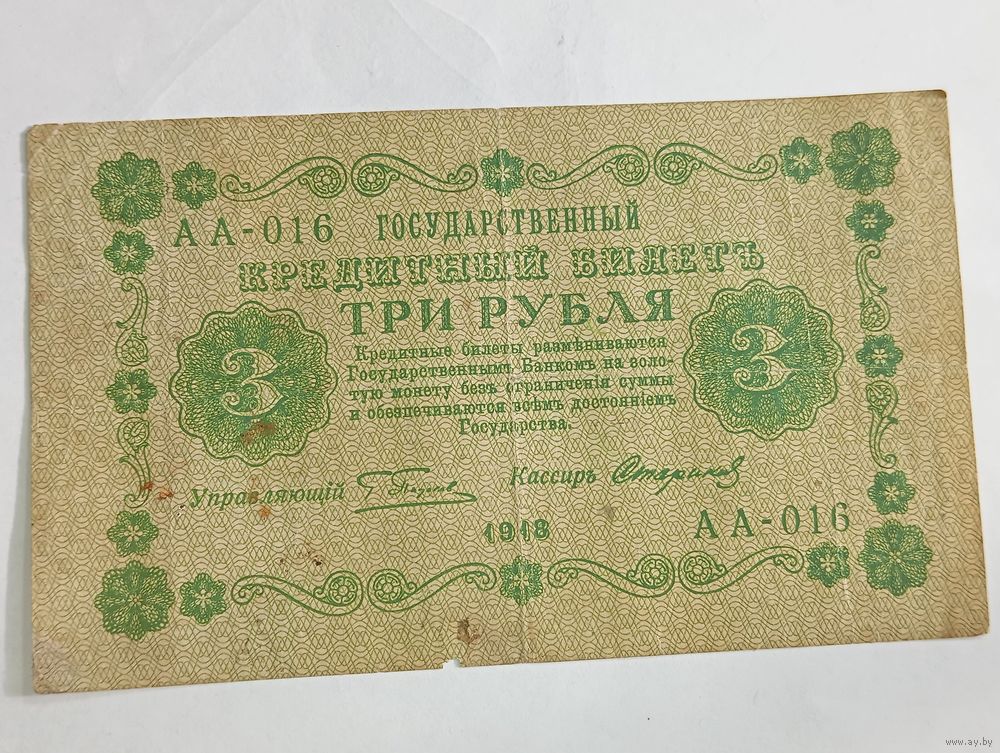 АА-016 ГОСУДАРСТВЕННЫЙ
КРЕДИТНЫЙ БИЛЕТЪ
ТРИ РУБЛЯ
3
3
Кредитные билеты размѣниваются
Государственнымъ Банкомъ на золо-
тую монету безъ ограниченія суммы
и обезпечиваются всѣмъ достояніемъ
Государства.
Управляющій
Кассиръ
1918
АА-016
www.ay.by